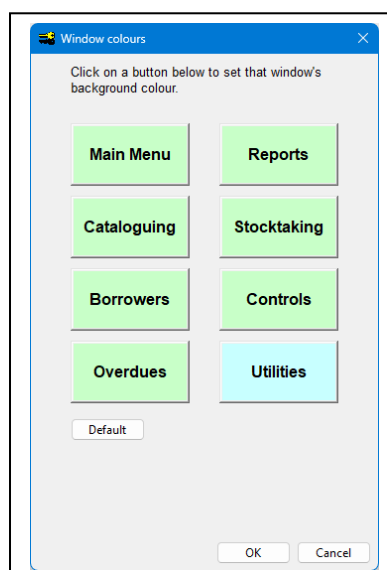 Window colours
Click on a button below to set that window's
background colour.
Main Menu
Reports
Cataloguing
Stocktaking
Borrowers
Controls
Overdues
Utilities
Default
OK
Cancel